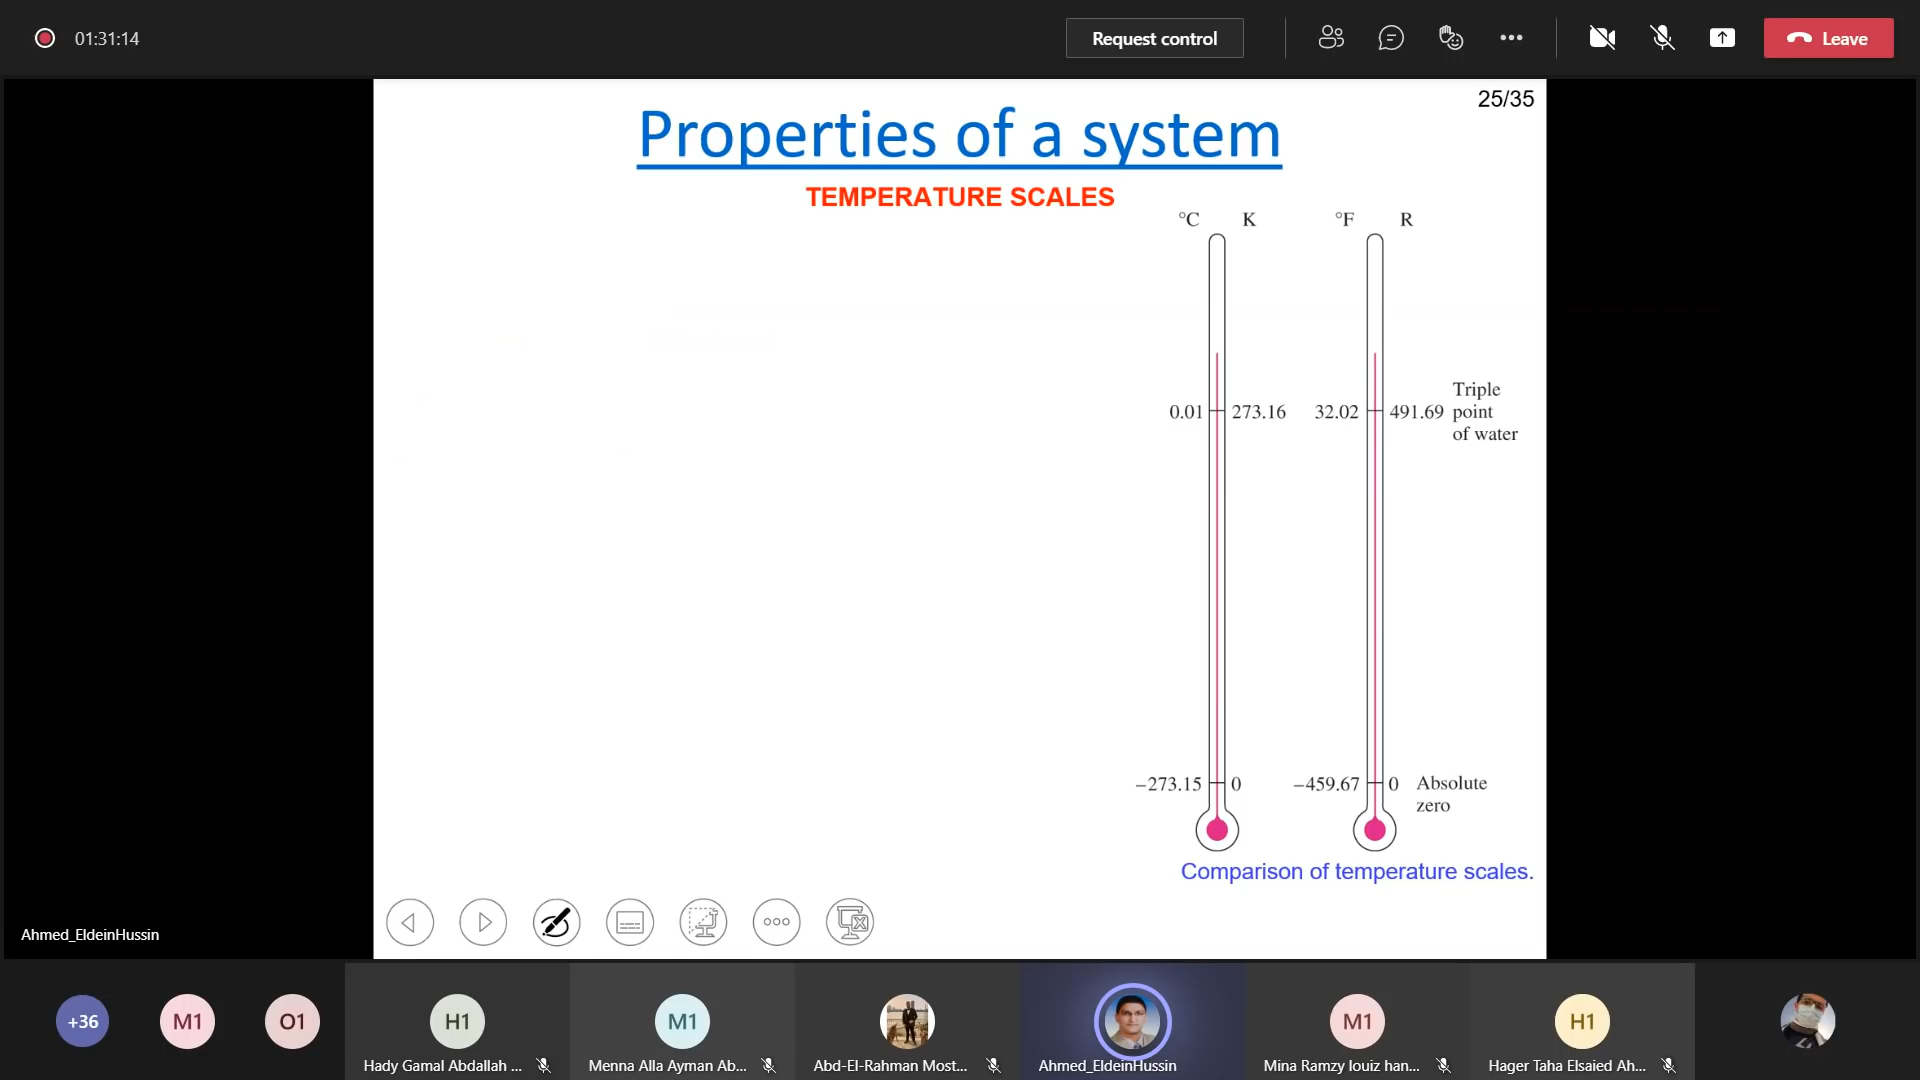 01:31:14
Request control
Leave
25/35
Properties of a system
TEMPERATURE SCALES
°C K °F R
0.01 273.16 32.02 491.69
Triple
point
of water
−273.15 0 −459.67 0
Absolute
zero
Comparison of temperature scales.
Ahmed_EldeinHussin
+36
M1
O1
H1
Hady Gamal Abdallah ...
M1
Menna Alla Ayman Ab...
Abd-El-Rahman Most...
Ahmed_EldeinHussin
M1
Mina Ramzy louiz han...
H1
Hager Taha Elsaied Ah...